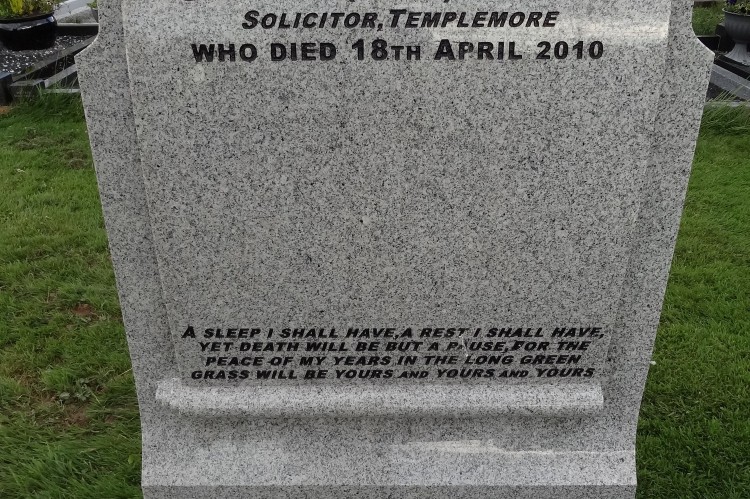 Solicitor, Templemore
who died 18th April 2010
A sleep I shall have, a rest I shall have,
yet death will be but a pause, for the
peace of my years in the long green
grass will be yours and yours and yours